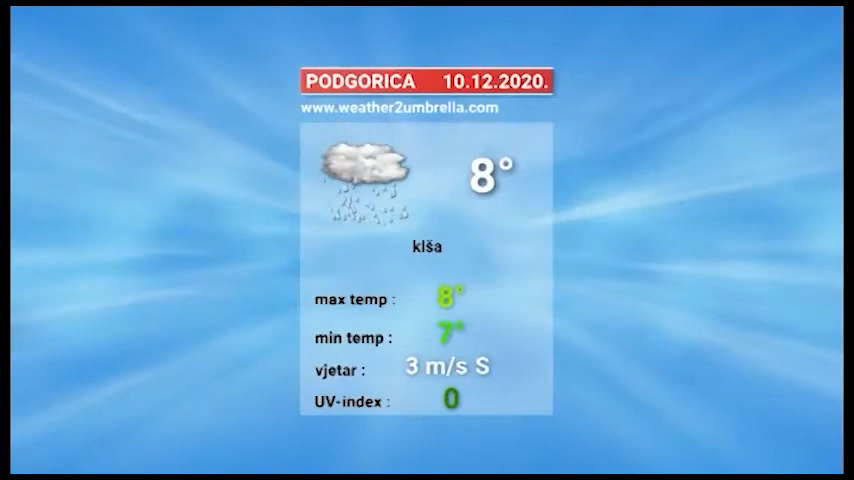 PODGORICA 10.12.2020.
www.weather2umbrella.com
8°
kIša
max temp : 8°
min temp : 7°
vjetar : 3 m/s S
UV-index : 0